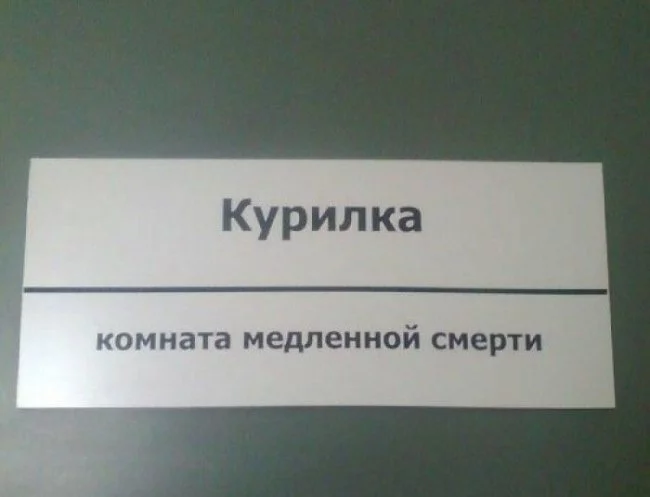 Курилка
комната медленной смерти